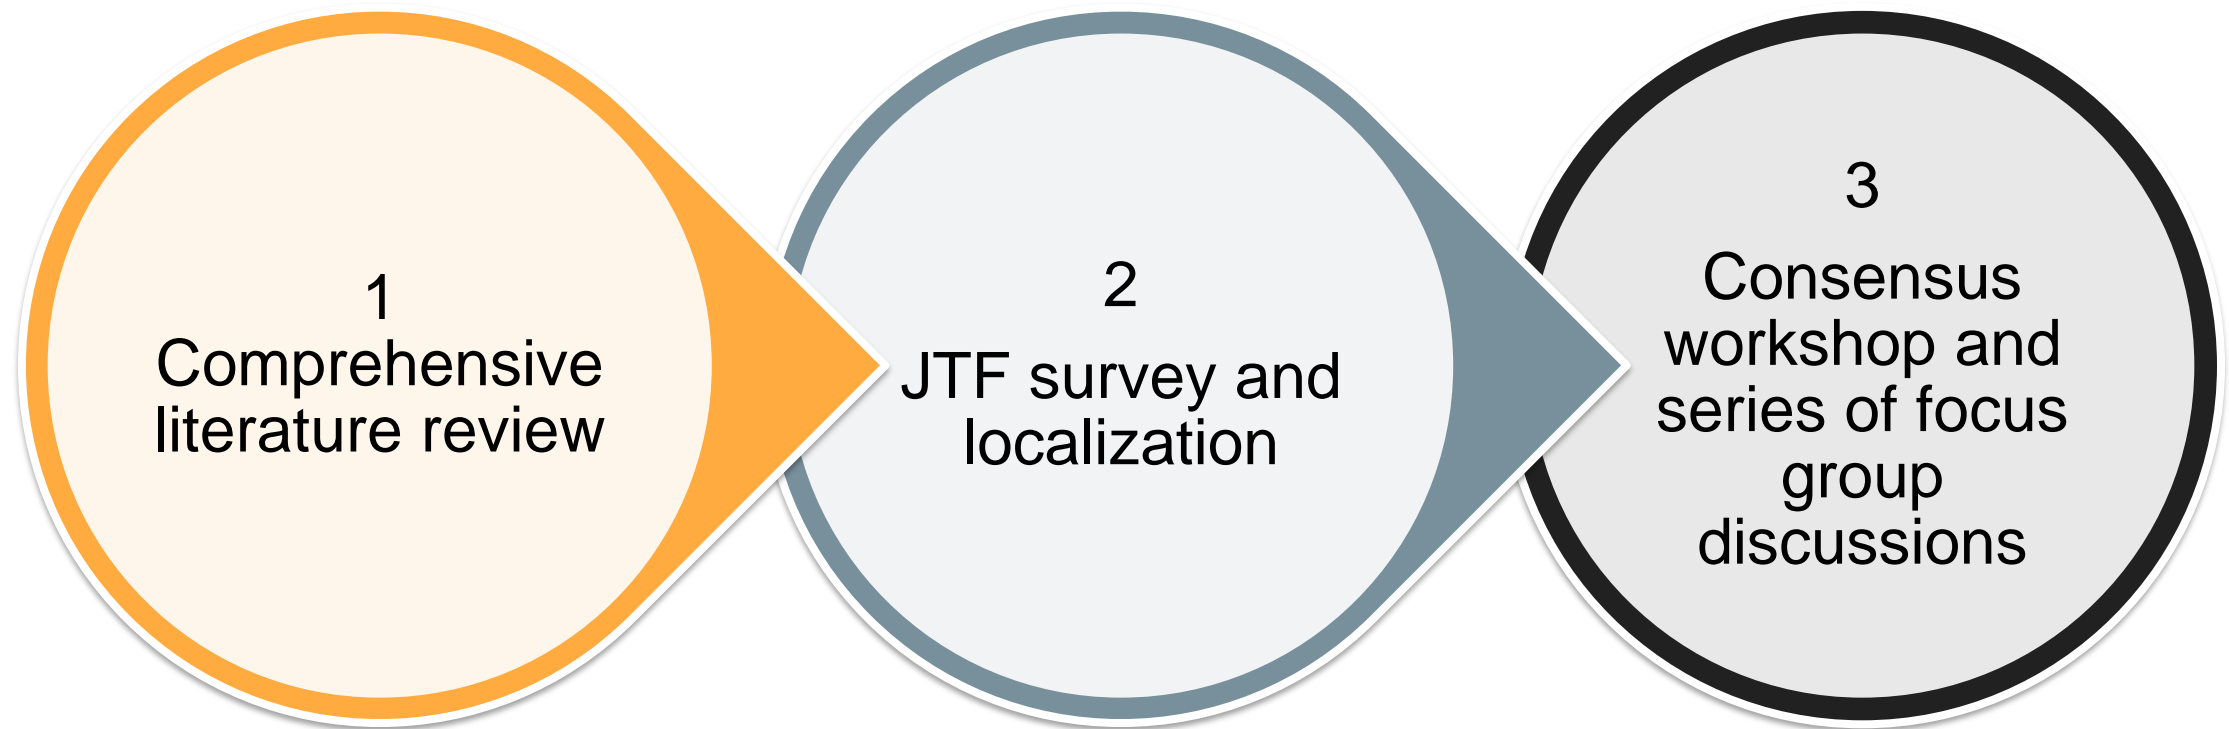 1
Comprehensive
literature review
2
JTF survey and
localization
3
Consensus
workshop and
series of focus
group
discussions